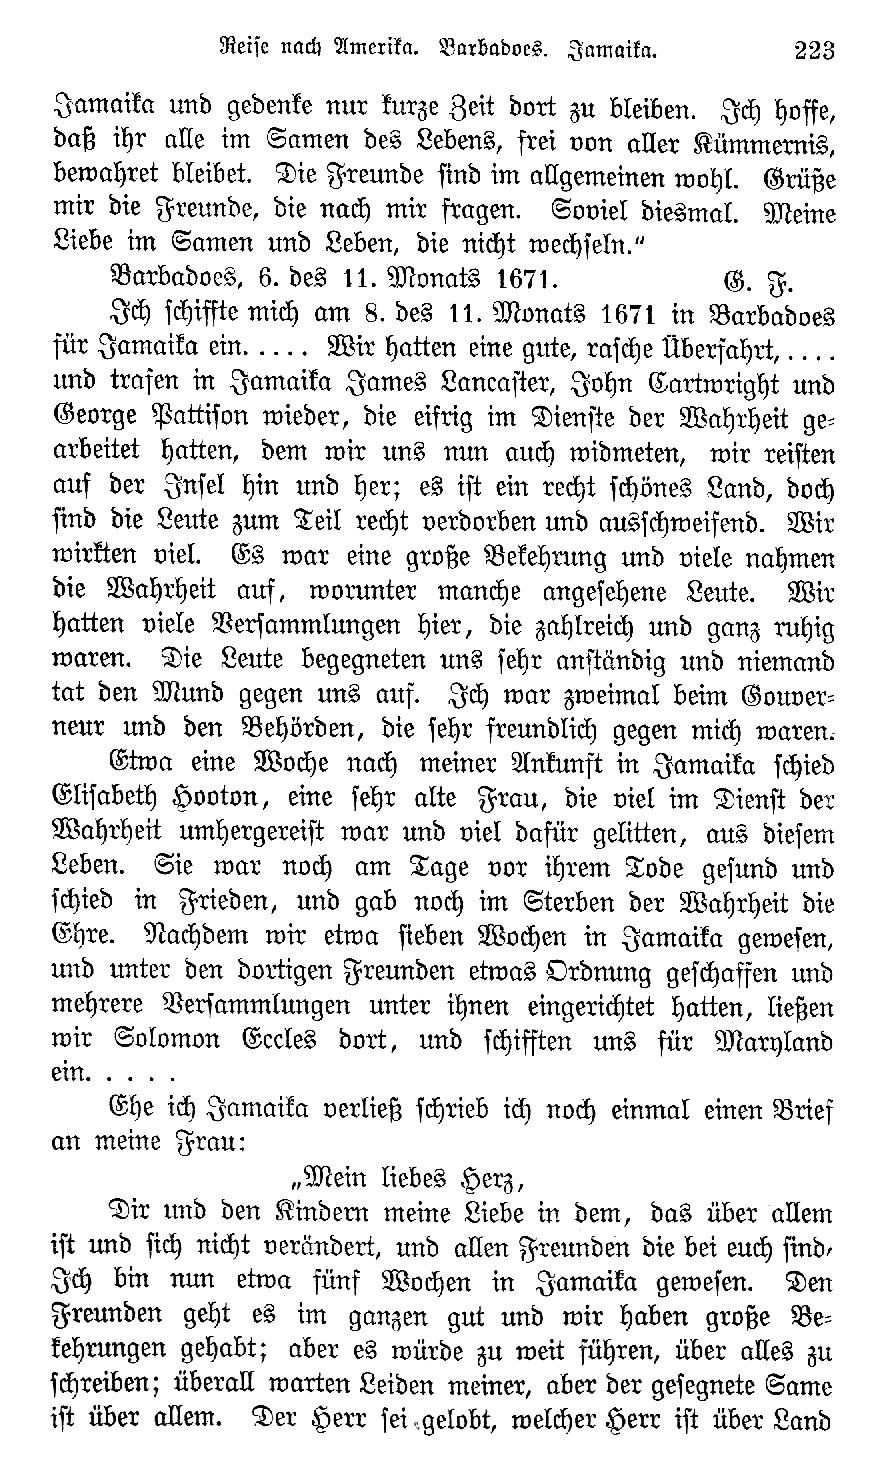 Reise nach Amerika. Barbadoes. Jamaika. 223
Jamaika und gedenke nur kurze Zeit dort zu bleiben. Ich hoffe,
daß ihr alle im Samen des Lebens, frei von aller Kümmernis,
bewahret bleibet. Die Freunde sind im allgemeinen wohl. Grüße
mir die Freunde, die nach mir fragen. Soviel diesmal. Meine
Liebe im Samen und Leben, die nicht wechseln."
Barbadoes, 6. des 11. Monats 1671. G. F.
Ich schiffte mich am 8. des 11. Monats 1671 in Barbadoes
für Jamaika ein. . . . . Wir hatten eine gute, rasche Überfahrt, . . . .
und trafen in Jamaika James Lancaster, John Cartwright und
George Pattison wieder, die eifrig im Dienste der Wahrheit ge-
arbeitet hatten, dem wir uns nun auch widmeten, wir reisten
auf der Insel hin und her; es ist ein recht schönes Land, doch
sind die Leute zum Teil recht verdorben und ausschweifend. Wir
wirkten viel. Es war eine große Bekehrung und viele nahmen
die Wahrheit auf, worunter manche angesehene Leute. Wir
hatten viele Versammlungen hier, die zahlreich und ganz ruhig
waren. Die Leute begegneten uns sehr anständig und niemand
tat den Mund gegen uns auf. Ich war zweimal beim Gouver-
neur und den Behörden, die sehr freundlich gegen mich waren.
Etwa eine Woche nach meiner Ankunft in Jamaika schied
Elisabeth Hooton, eine sehr alte Frau, die viel im Dienst der
Wahrheit umhergereist war und viel dafür gelitten, aus diesem
Leben. Sie war noch am Tage vor ihrem Tode gesund und
schied in Frieden, und gab noch im Sterben der Wahrheit die
Ehre. Nachdem wir etwa sieben Wochen in Jamaika gewesen,
und unter den dortigen Freunden etwas Ordnung geschaffen und
mehrere Versammlungen unter ihnen eingerichtet hatten, ließen
wir Solomon Eccles dort, und schifften uns für Maryland
ein. . . . .
Ehe ich Jamaika verließ schrieb ich noch einmal einen Brief
an meine Frau:
„Mein liebes Herz,
Dir und den Kindern meine Liebe in dem, das über allem
ist und sich nicht verändert, und allen Freunden die bei euch sind,
Ich bin nun etwa fünf Wochen in Jamaika gewesen. Den
Freunden geht es im ganzen gut und wir haben große Be-
kehrungen gehabt; aber es würde zu weit führen, über alles zu
schreiben; überall warten Leiden meiner, aber der gesegnete Same
ist über allem. Der Herr sei gelobt, welcher Herr ist über Land